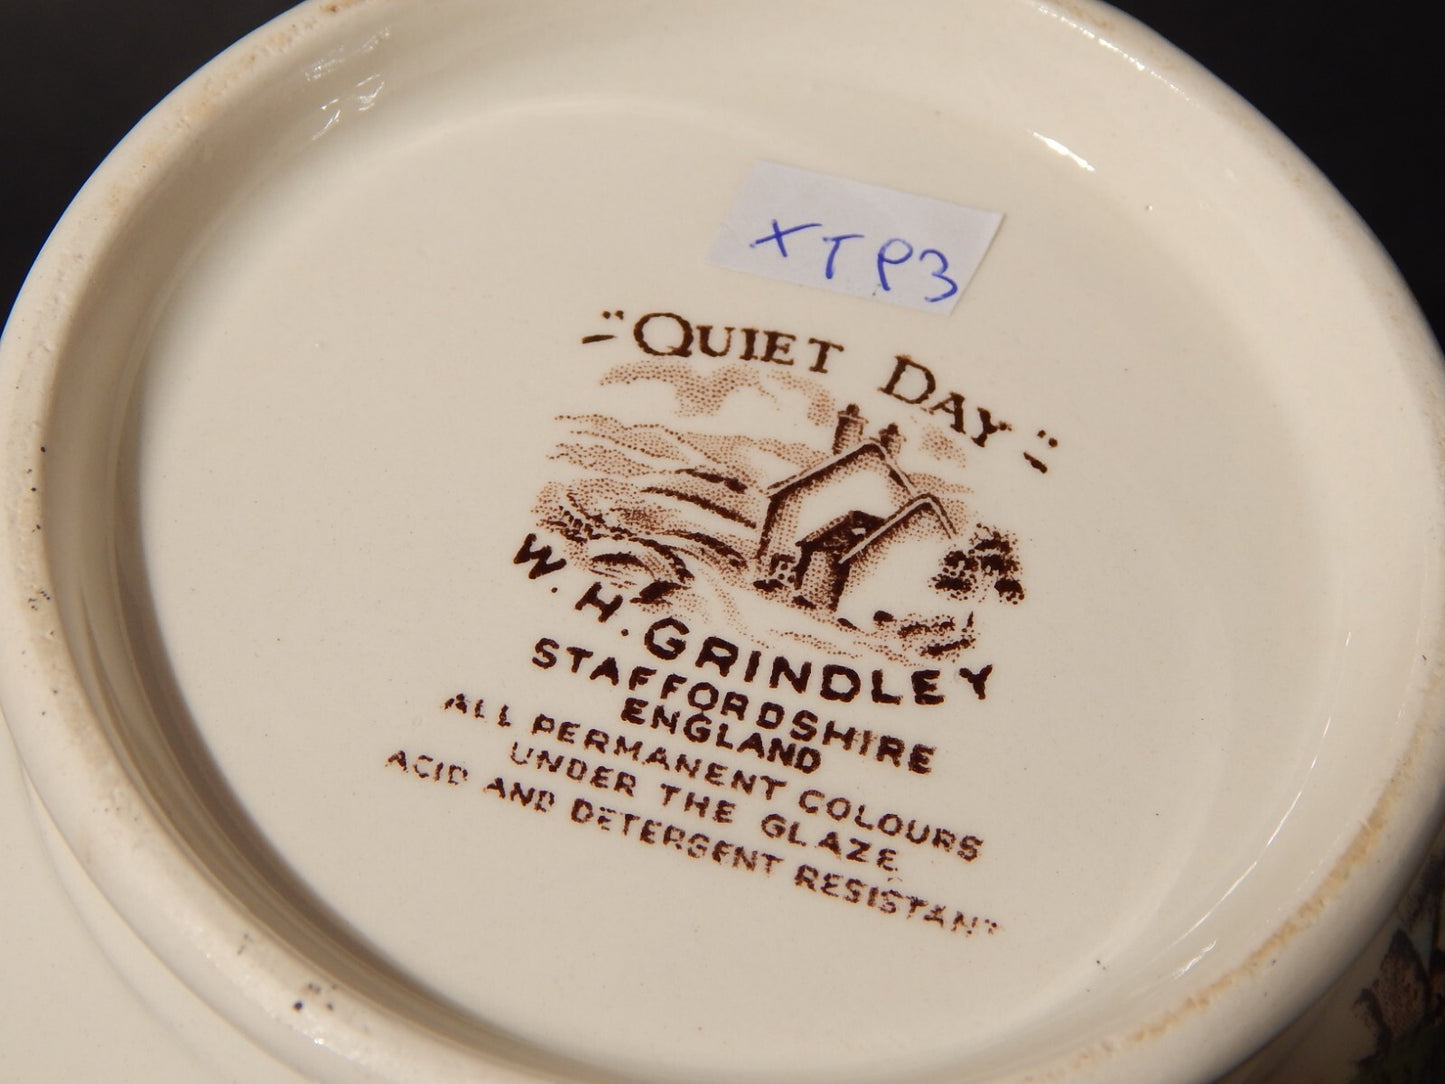 XTP3
"QUIET DAY"
W.H. GRINDLEY
STAFFORDSHIRE
ENGLAND
ALL PERMANENT COLOURS
UNDER THE GLAZE
ACID AND DETERGENT RESISTANT